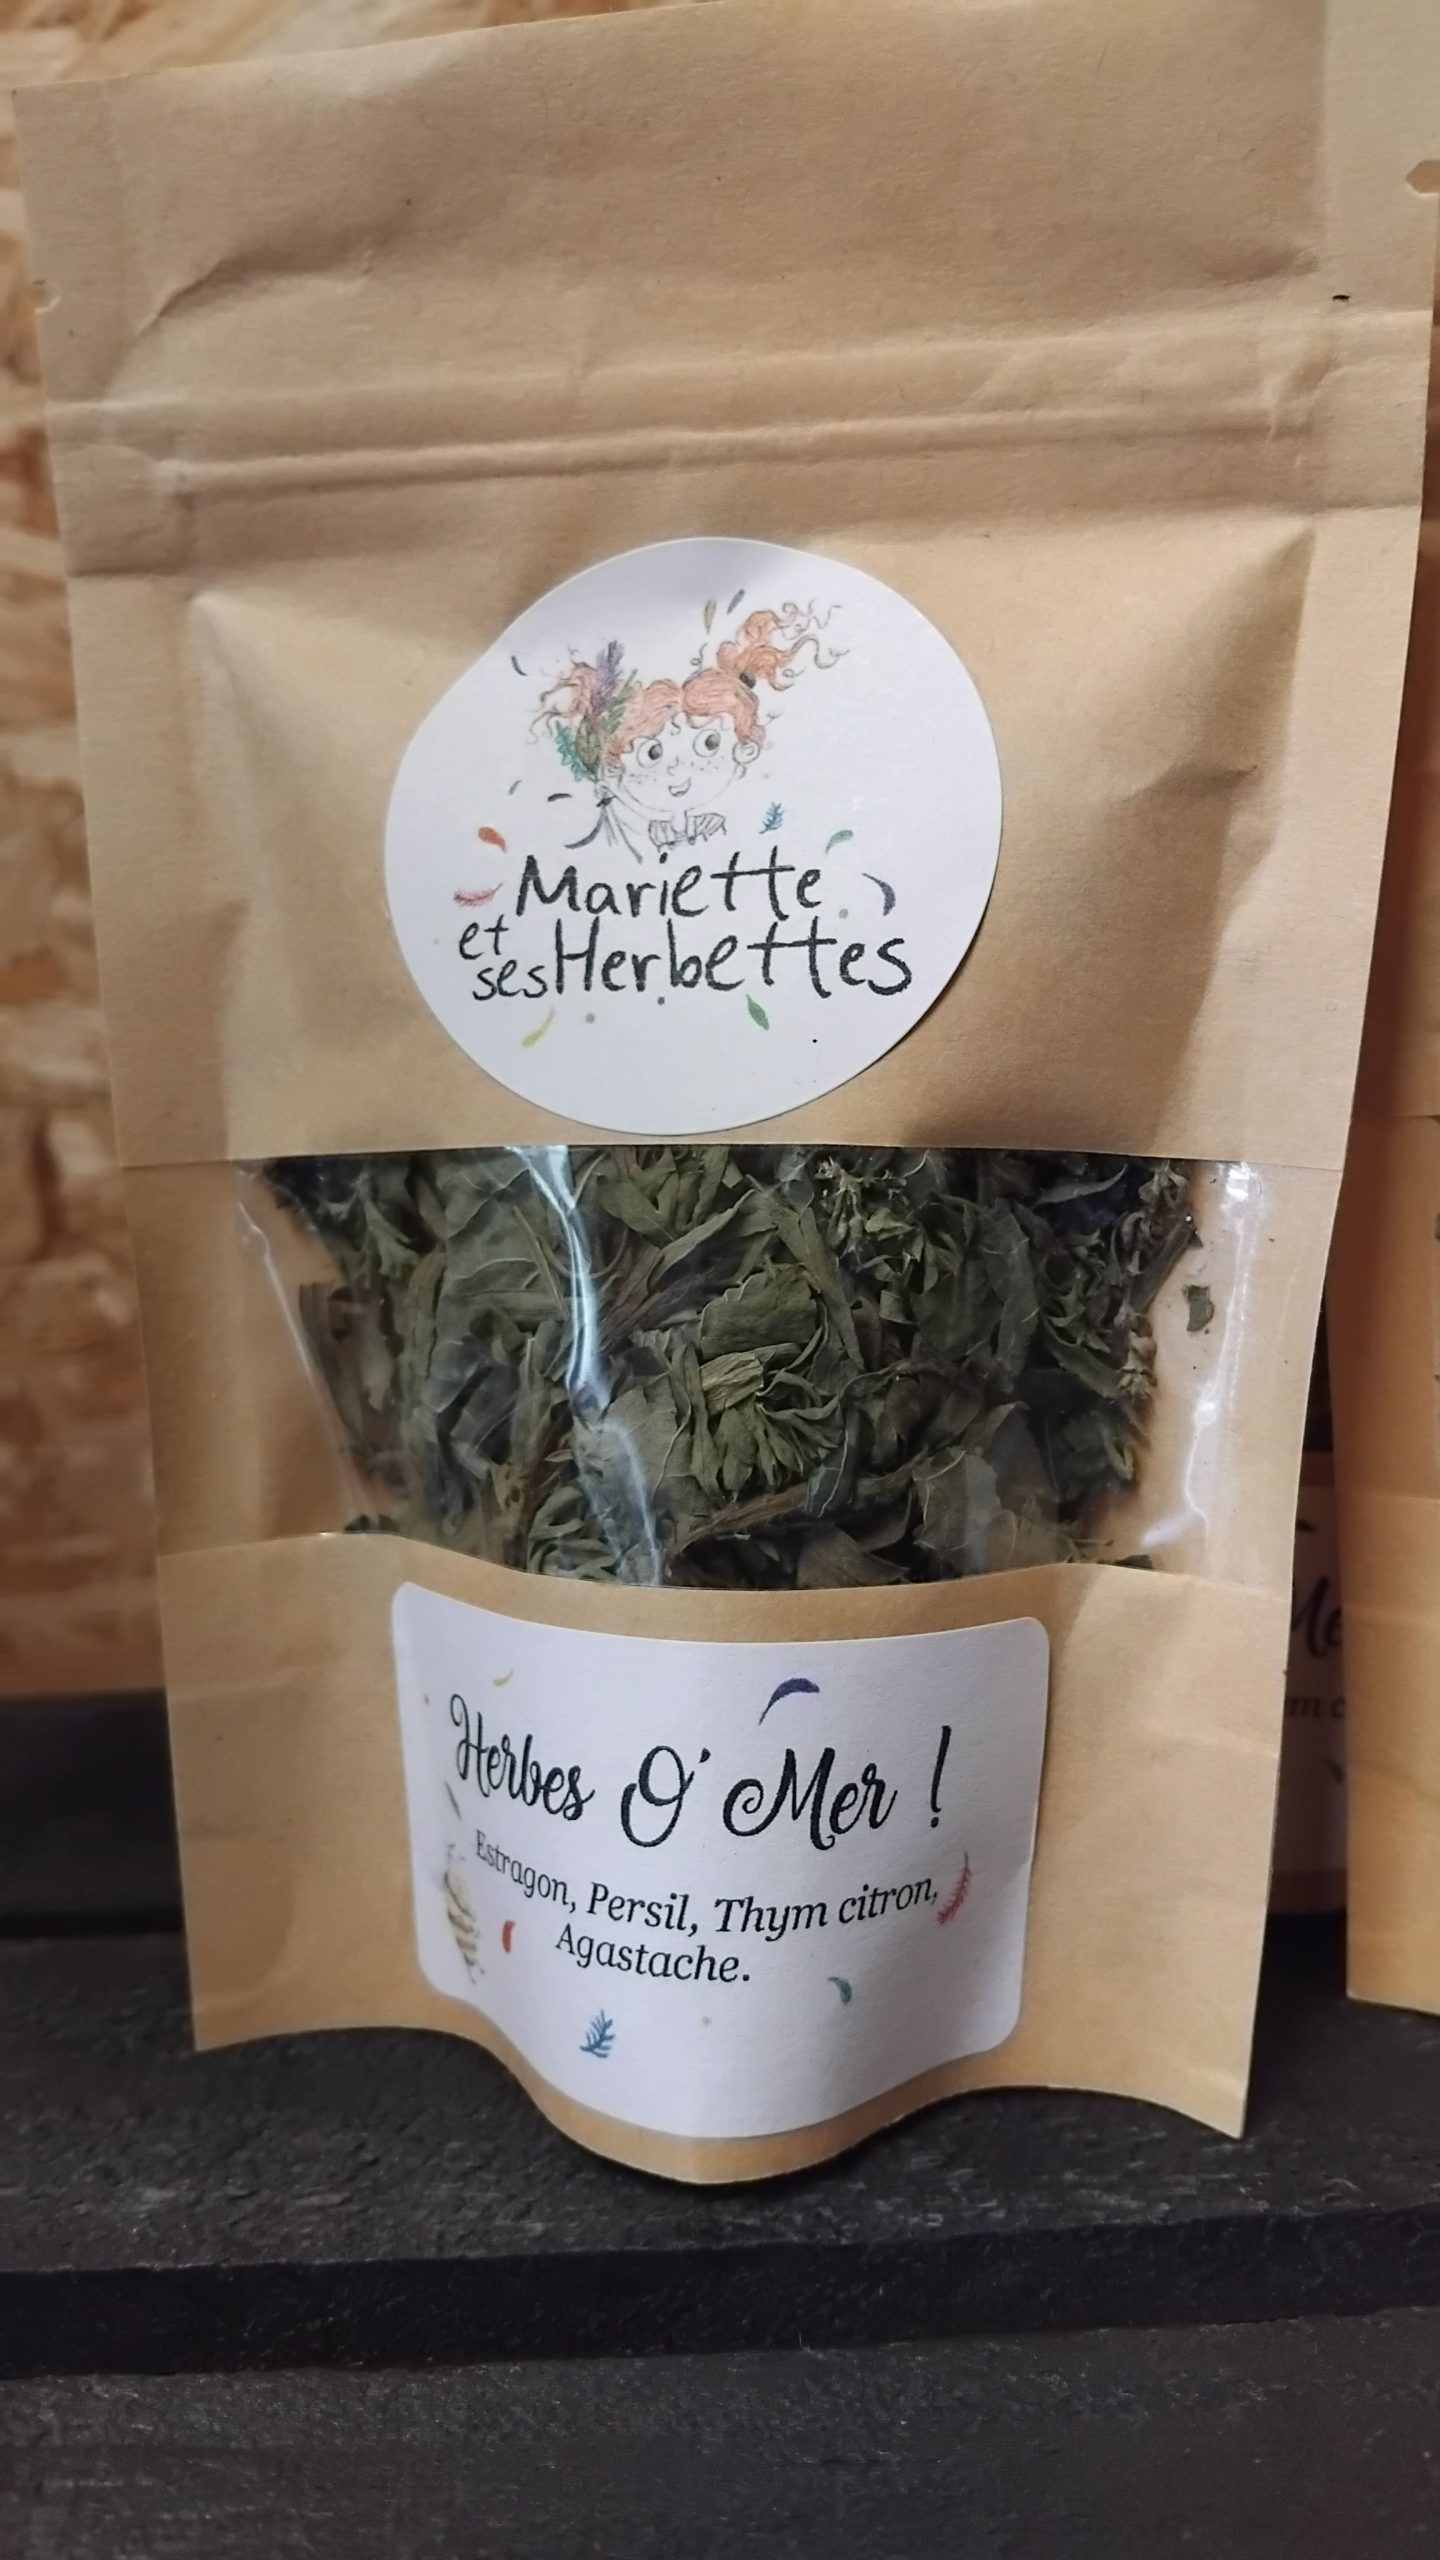 Mariette
et
ses Herbettes
Herbes O' Mer !
Estragon, Persil, Thym citron,
Agastache.